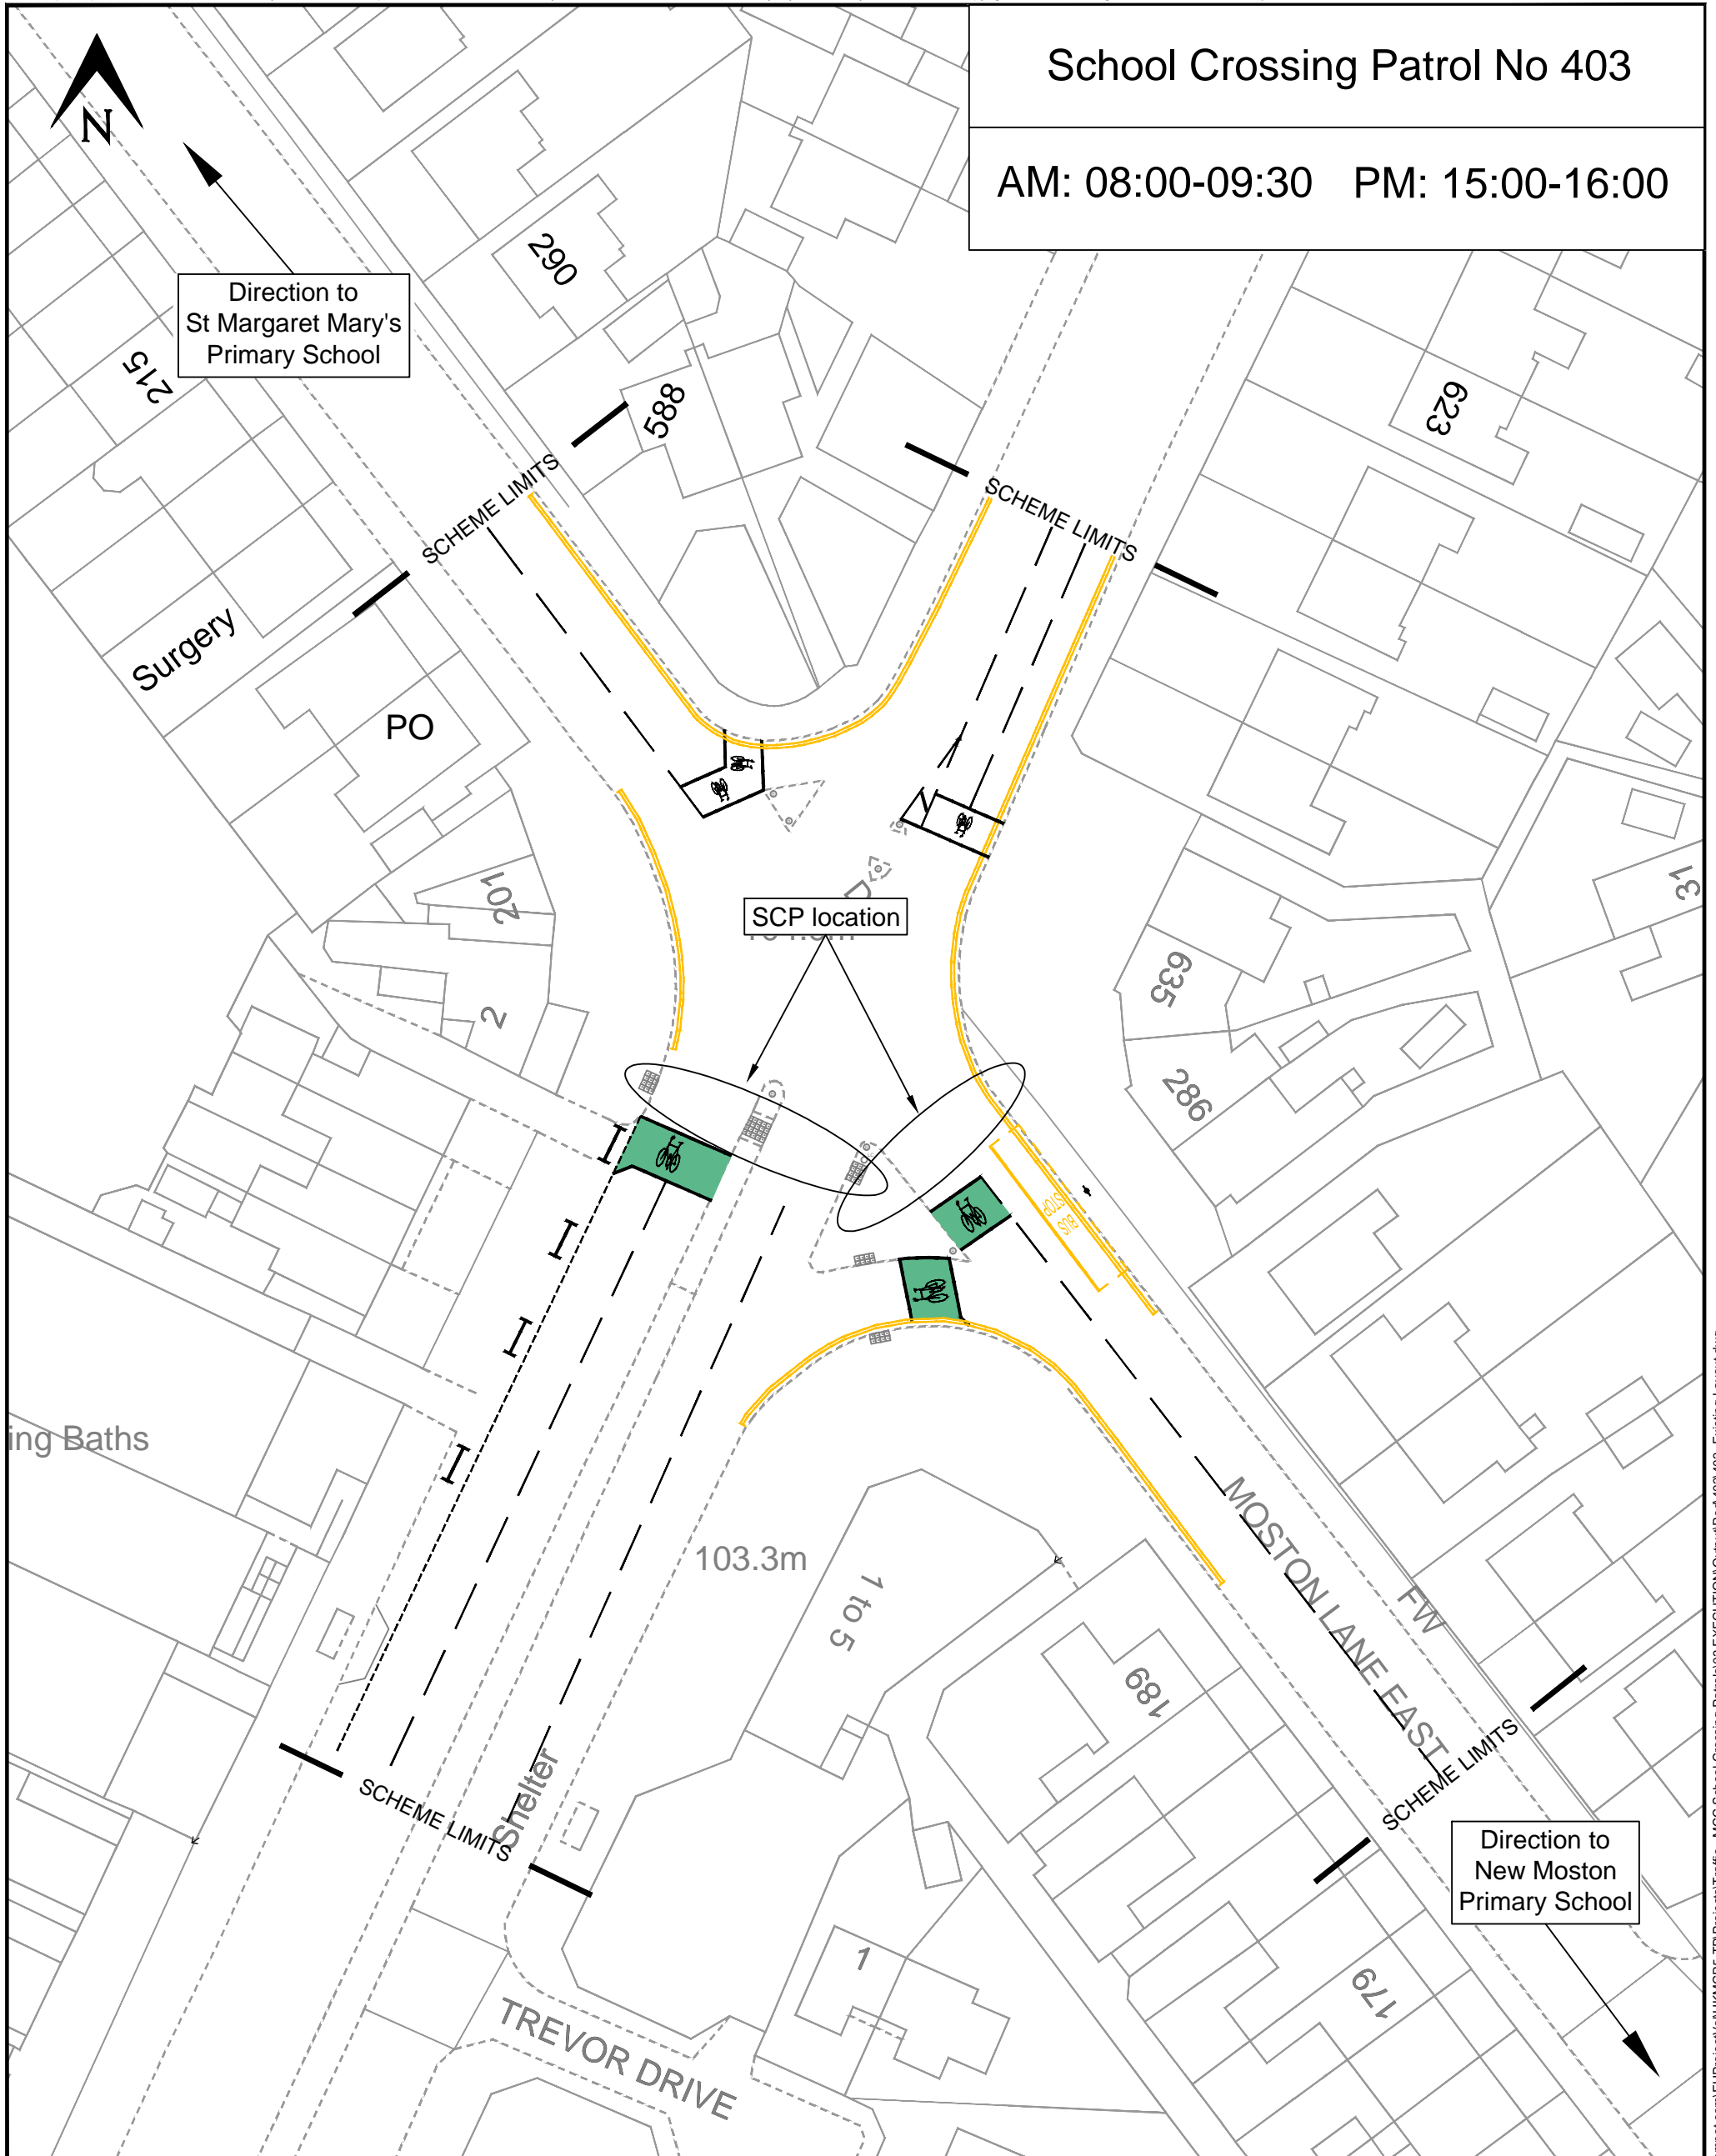 School Crossing Patrol No 403
AM: 08:00-09:30 PM: 15:00-16:00
N
Direction to
St Margaret Mary's
Primary School
290
215
588
623
SCHEME LIMITS
SCHEME LIMITS
Surgery
PO
201
31
SCP location
635
2
286
BUS
STOP
ing Baths
103.3m
1 to 5
MOSTON LANE EAST
FW
189
SCHEME LIMITS
Shelter
SCHEME LIMITS
Direction to
New Moston
Primary School
1
179
TREVOR DRIVE